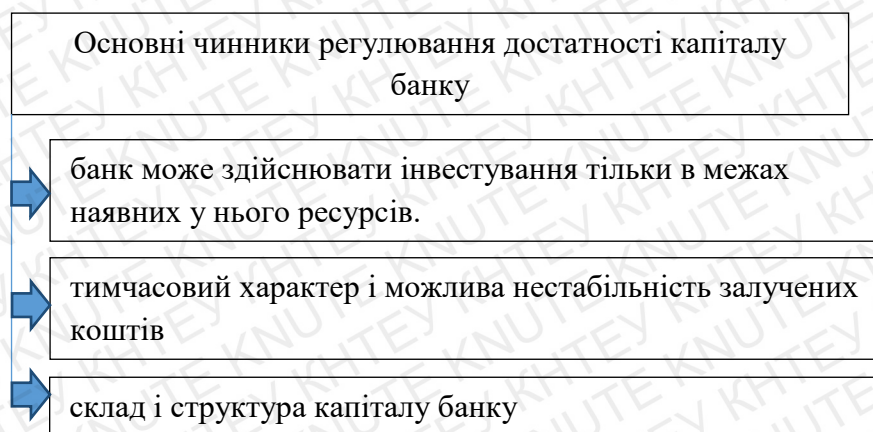 Основні чинники регулювання достатності капіталу
банку
банк може здійснювати інвестування тільки в межах
наявних у нього ресурсів.
тимчасовий характер і можлива нестабільність залучених
коштів
склад і структура капіталу банку